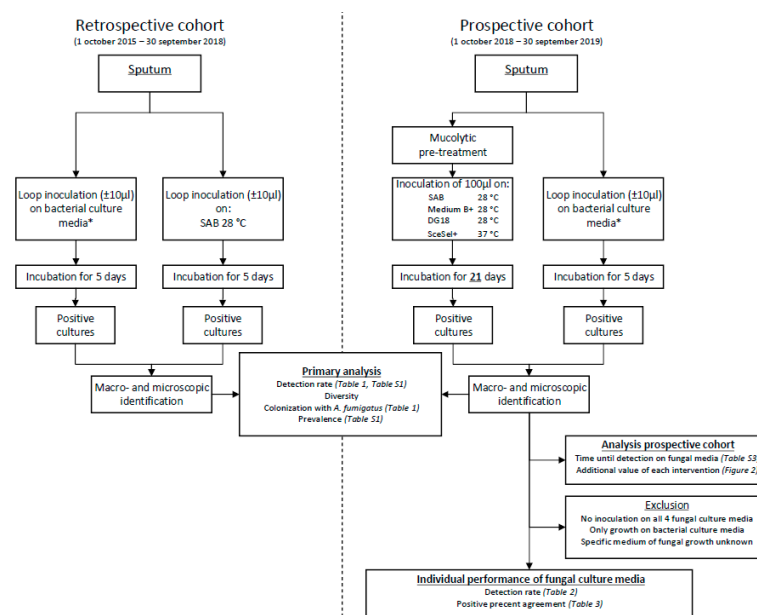 Retrospective cohort
(1 october 2015 – 30 september 2018)
Sputum
Loop inoculation (±10µl)
on bacterial culture
media*
Loop inoculation (±10µl)
on:
SAB 28 °C
Incubation for 5 days
Incubation for 5 days
Positive
cultures
Positive
cultures
Macro- and microscopic
identification
Prospective cohort
(1 october 2018 – 30 september 2019)
Sputum
Mucolytic
pre-treatment
Inoculation of 100µl on:
SAB 28 °C
Medium B+ 28 °C
DG18 28 °C
SceSel+ 37 °C
Loop inoculation (±10µl)
on bacterial culture
media*
Incubation for 21 days
Incubation for 5 days
Positive
cultures
Positive
cultures
Macro- and microscopic
identification
Primary analysis
Detection rate (Table 1, Table S1)
Diversity
Colonization with A. fumigatus (Table 1)
Prevalence (Table S1)
Analysis prospective cohort
Time until detection on fungal media (Table S3)
Additional value of each intervention (Figure 2)
Exclusion
No inoculation on all 4 fungal culture media
Only growth on bacterial culture media
Specific medium of fungal growth unknown
Individual performance of fungal culture media
Detection rate (Table 2)
Positive precent agreement (Table 3)